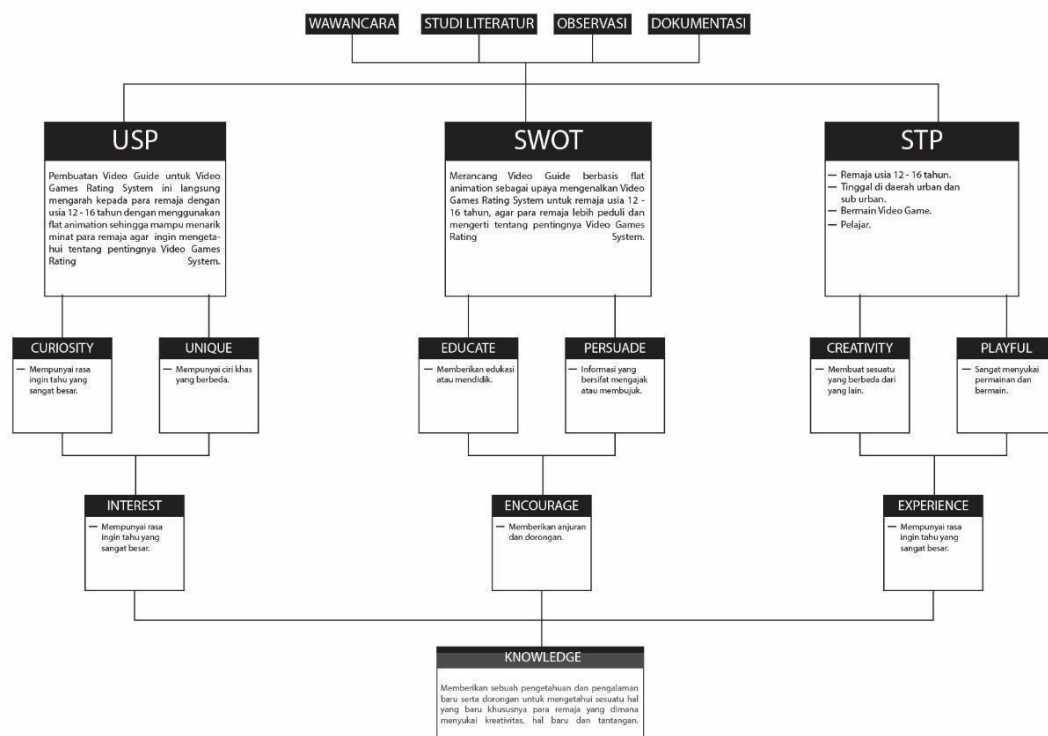 WAWANCARA
STUDI LITERATUR
OBSERVASI
DOKUMENTASI
USP
Pembuatan Video Guide untuk Video
Games Rating System ini langsung
mengarah kepada para remaja dengan
usia 12 - 16 tahun dengan menggunakan
flat animation sehingga mampu menarik
minat para remaja agar ingin mengeta-
hui tentang pentingnya Video Games
Rating System.
SWOT
Merancang Video Guide berbasis flat
animation sebagai upaya mengenalkan Video
Games Rating System untuk remaja usia 12 -
16 tahun, agar para remaja lebih peduli dan
mengerti tentang pentingnya Video Games
Rating System.
STP
— Remaja usia 12 - 16 tahun.
— Tinggal di daerah urban dan
sub urban.
— Bermain Video Game.
— Pelajar.
CURIOSITY
— Mempunyai rasa
ingin tahu yang
sangat besar.
UNIQUE
— Mempunyai ciri khas
yang berbeda.
EDUCATE
— Memberikan edukasi
atau mendidik.
PERSUADE
— Informasi yang
bersifat mengajak
atau membujuk.
CREATIVITY
— Membuat sesuatu
yang berbeda dari
yang lain.
PLAYFUL
— Sangat menyukai
permainan dan
bermain.
INTEREST
— Mempunyai rasa
ingin tahu yang
sangat besar.
ENCOURAGE
— Memberikan anjuran
dan dorongan.
EXPERIENCE
— Mempunyai rasa
ingin tahu yang
sangat besar.
KNOWLEDGE
Memberikan sebuah pengetahuan dan pengalaman
baru serta dorongan untuk mengetahui sesuatu hal
yang baru khususnya para remaja yang dimana
menyukai kreativitas, hal baru dan tantangan.